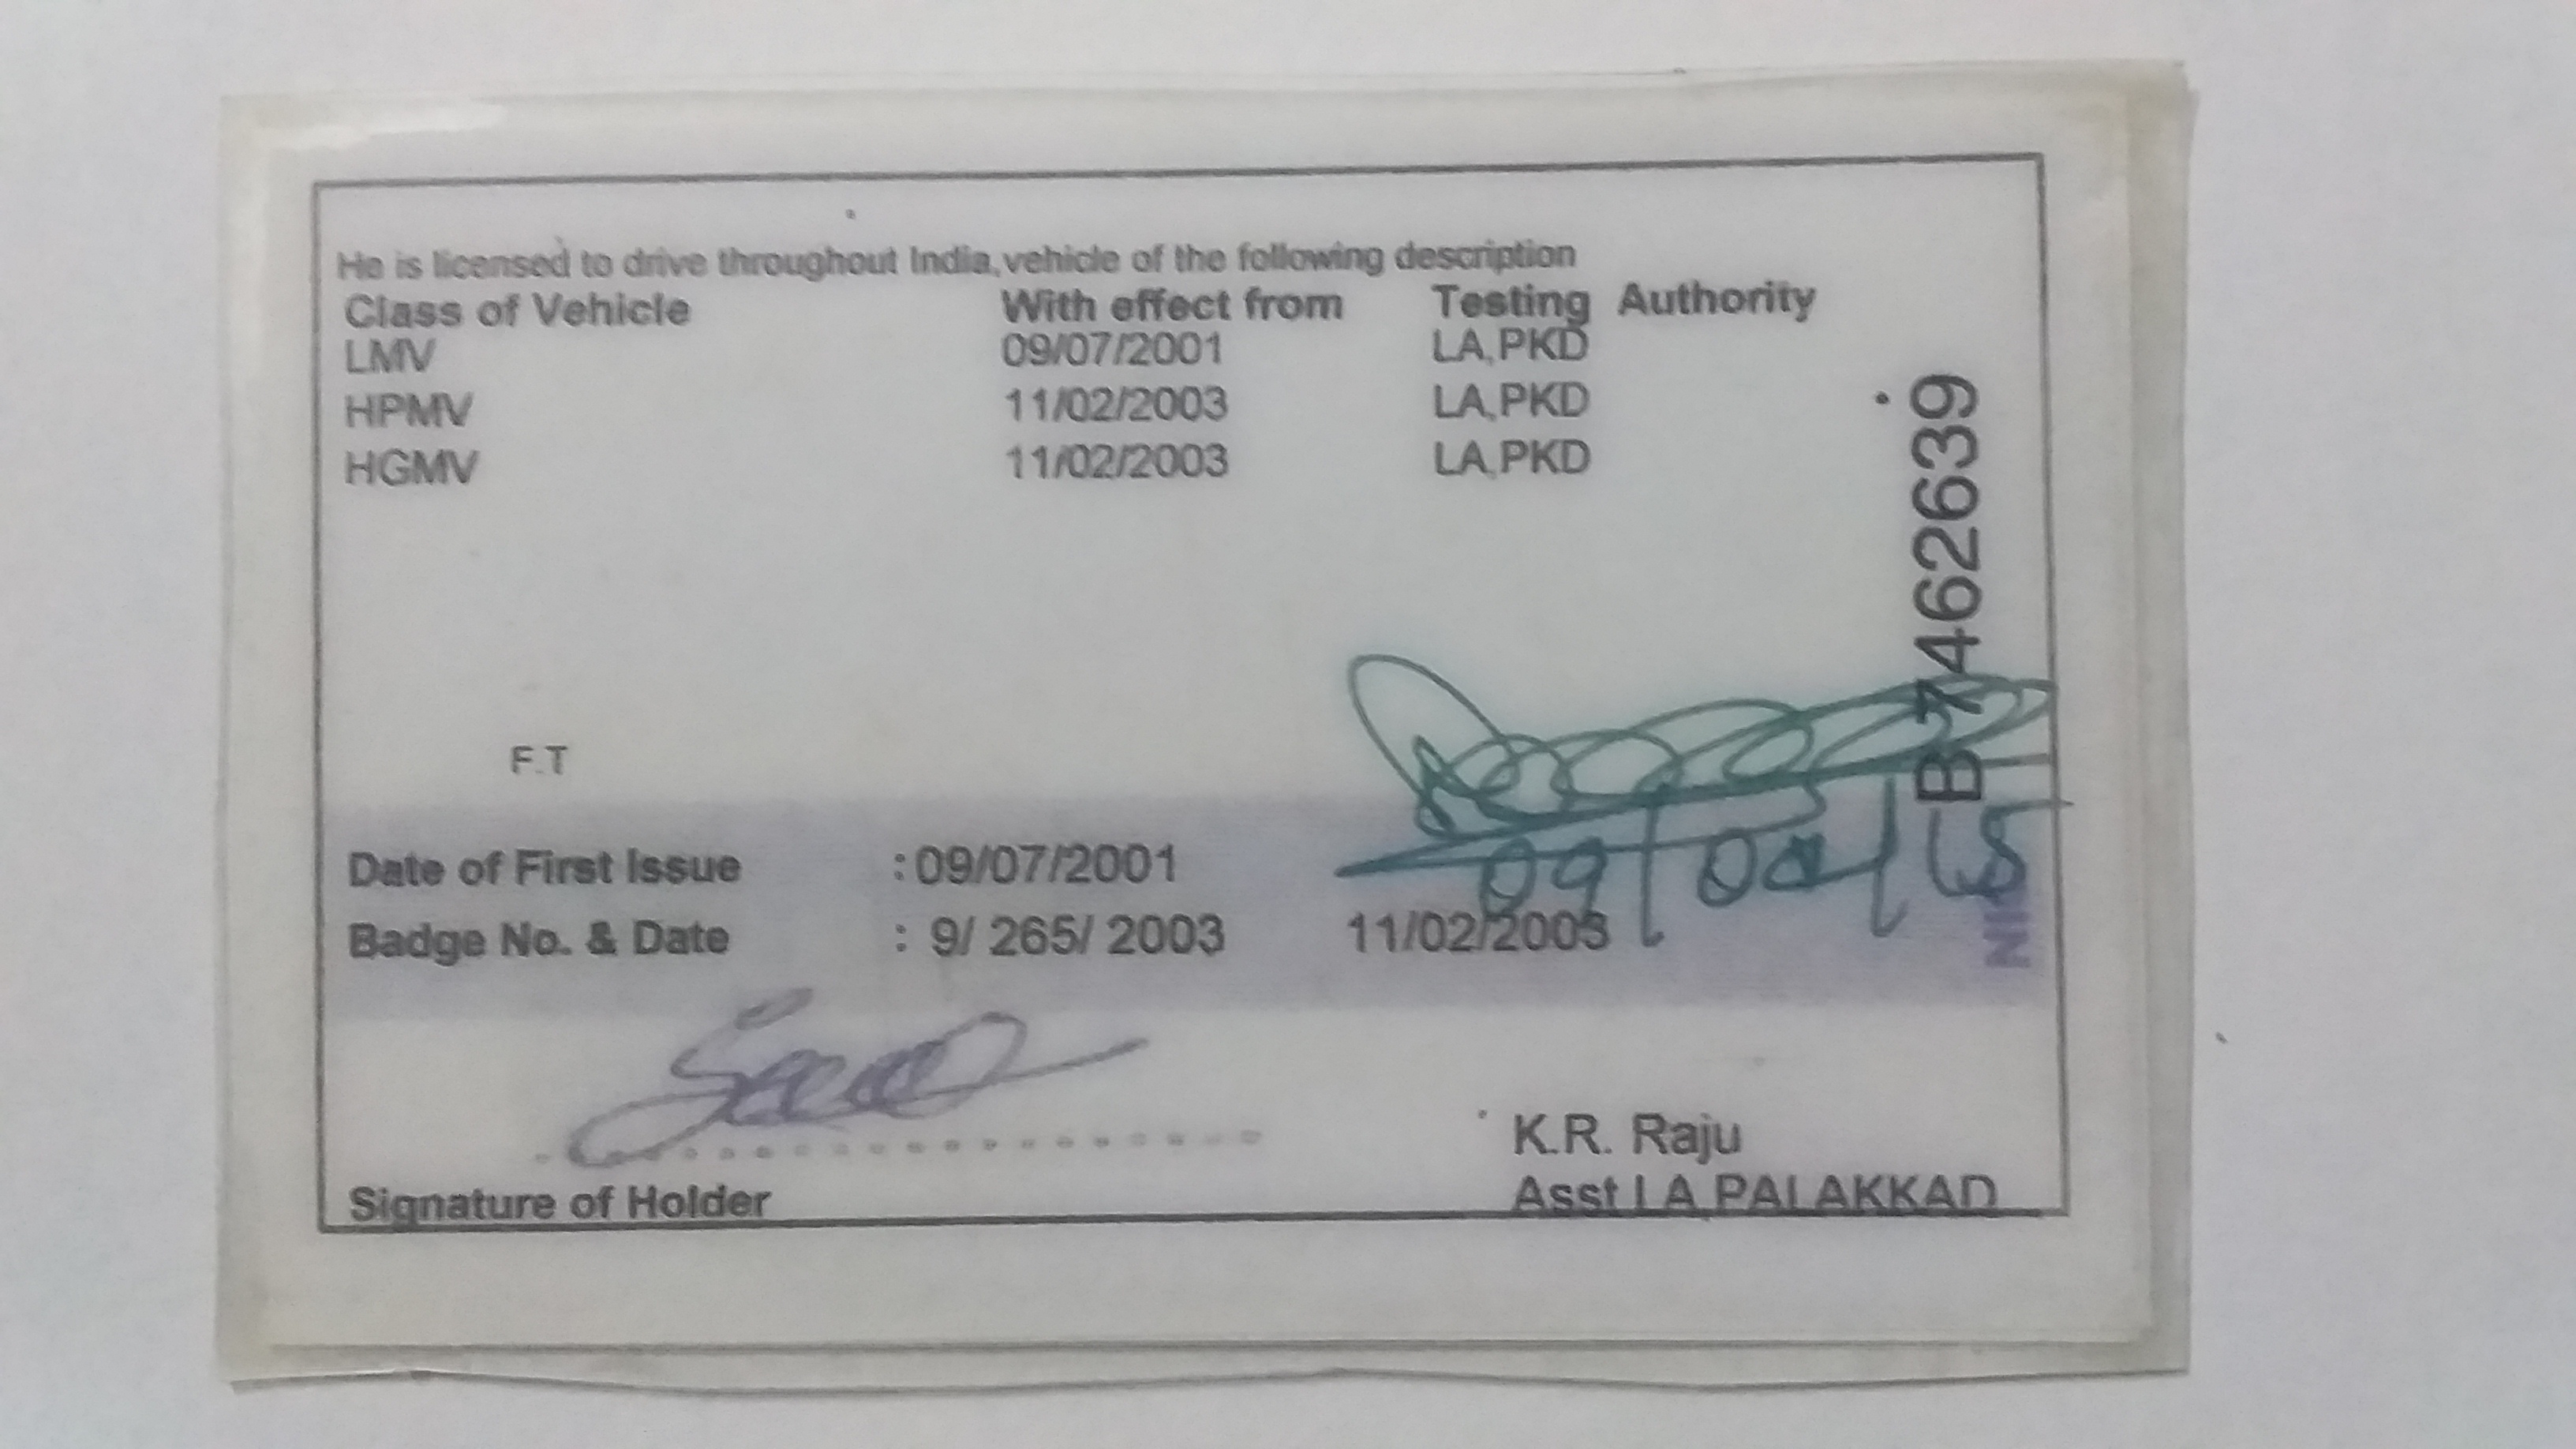 He is licensed to drive throughout India,vehicle of the following description
Class of Vehicle With effect from Testing Authority
LMV 09/07/2001 LA,PKD
HPMV 11/02/2003 LA,PKD
HGMV 11/02/2003 LA,PKD
B7462639
F.T
Date of First Issue : 09/07/2001
Badge No. & Date : 9/ 265/ 2003 11/02/2003
Signature of Holder
K.R. Raju
Asst LA PALAKKAD